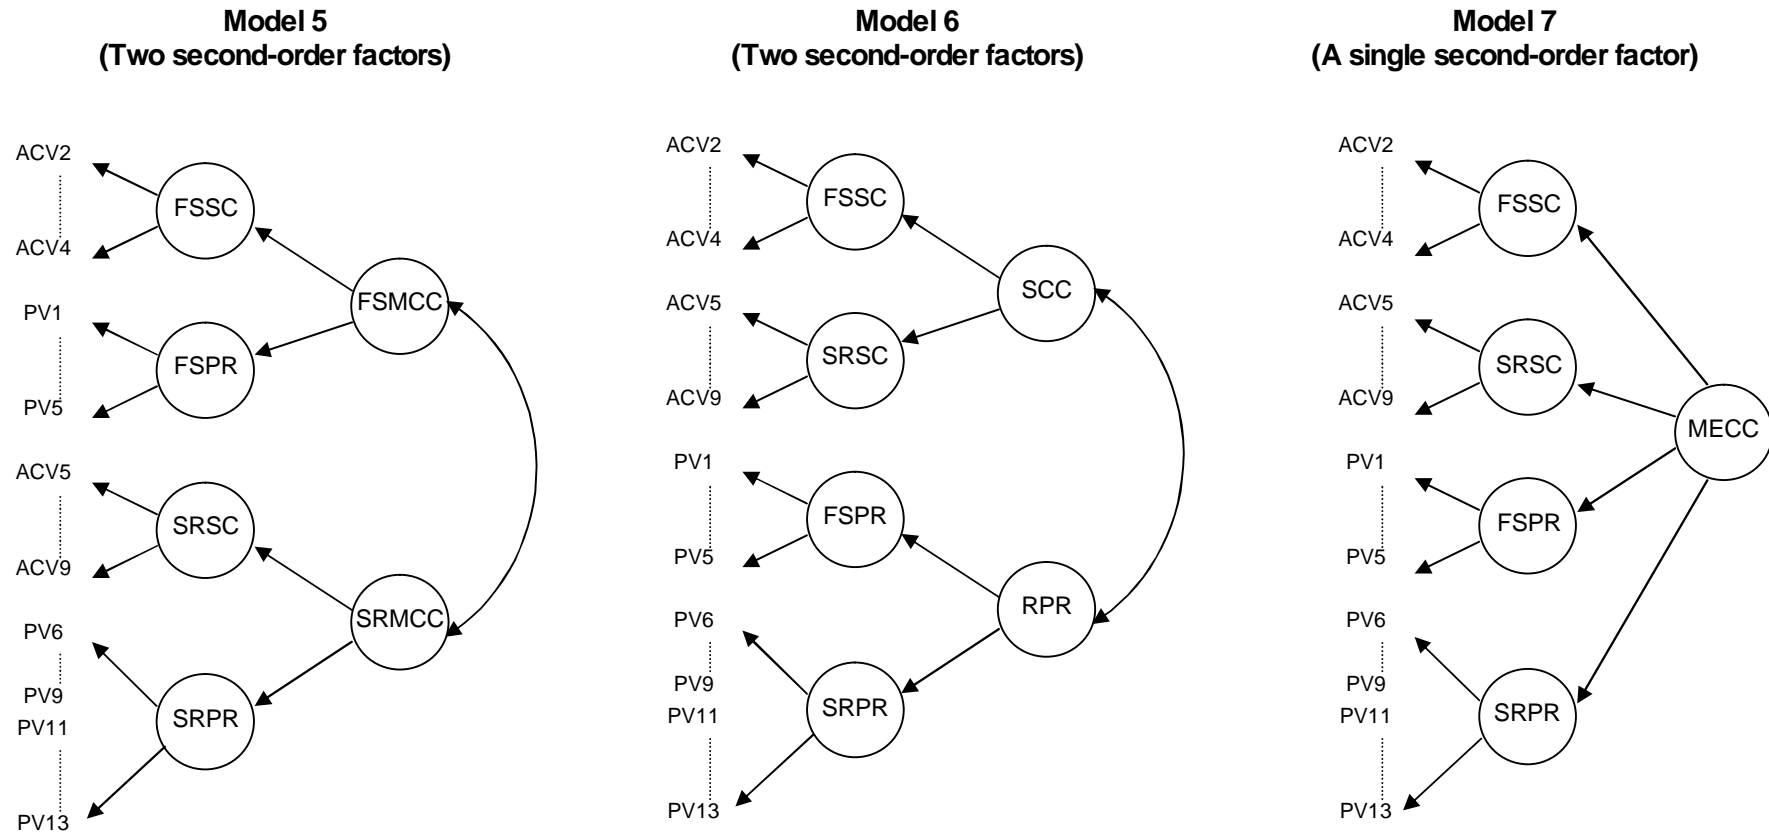 Model 5
(Two second-order factors)
ACV2
FSSC
ACV4
FSMCC
PV1
FSPR
PV5
ACV5
SRSC
ACV9
SRMCC
PV6
PV9
SRPR
PV11
PV13
Model 6
(Two second-order factors)
ACV2
FSSC
ACV4
SCC
ACV5
SRSC
ACV9
PV1
FSPR
PV5
RPR
PV6
PV9
SRPR
PV11
PV13
Model 7
(A single second-order factor)
ACV2
FSSC
ACV4
ACV5
SRSC
ACV9
MECC
PV1
FSPR
PV5
PV6
PV9
SRPR
PV11
PV13